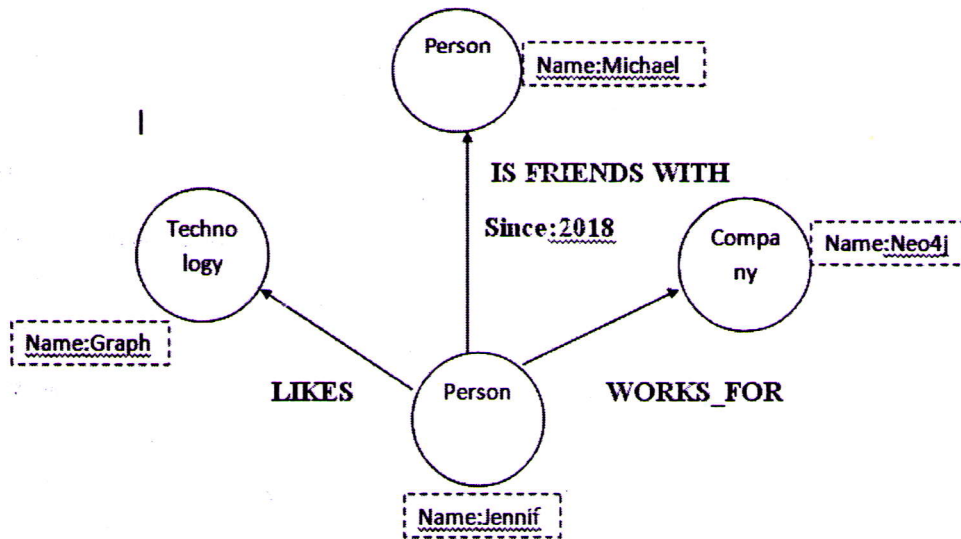 Person
Name:Michael
IS FRIENDS WITH
Since:2018
Techno
logy
Compa
ny
Name:Neo4j
Name:Graph
LIKES
Person
WORKS_FOR
Name:Jennif